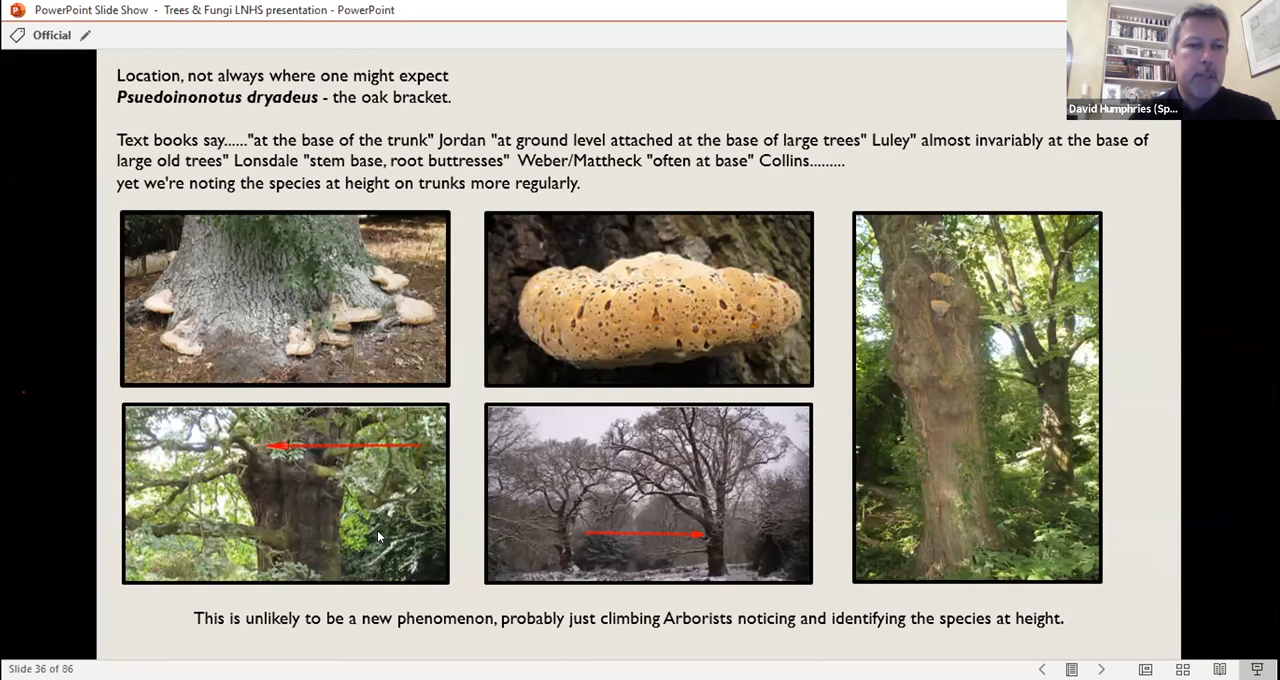 PowerPoint Slide Show - Trees & Fungi LNHS presentation - PowerPoint
Official
David Humphries (Sp...
Location, not always where one might expect
Psuedoinonotus dryadeus - the oak bracket.
Text books say......"at the base of the trunk" Jordan "at ground level attached at the base of large trees" Luley" almost invariably at the base of
large old trees" Lonsdale "stem base, root buttresses" Weber/Mattheck "often at base" Collins.........
yet we're noting the species at height on trunks more regularly.
This is unlikely to be a new phenomenon, probably just climbing Arborists noticing and identifying the species at height.
Slide 36 of 86